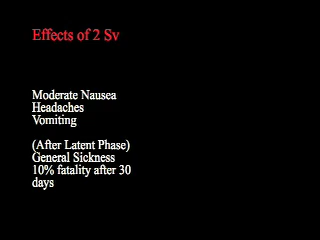 Effects of 2 Sv
Moderate Nausea
Headaches
Vomiting
(After Latent Phase)
General Sickness
10% fatality after 30
days